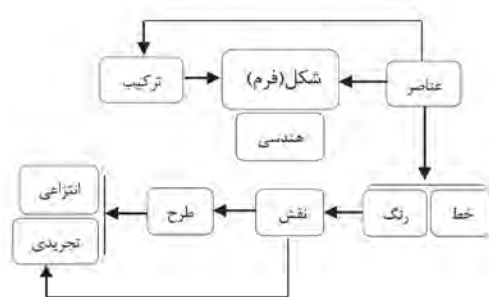 عناصر
شکل(فرم)
ترکیب
هندسی
خط
رنگ
نقش
طرح
انتزاعی
تجریدی